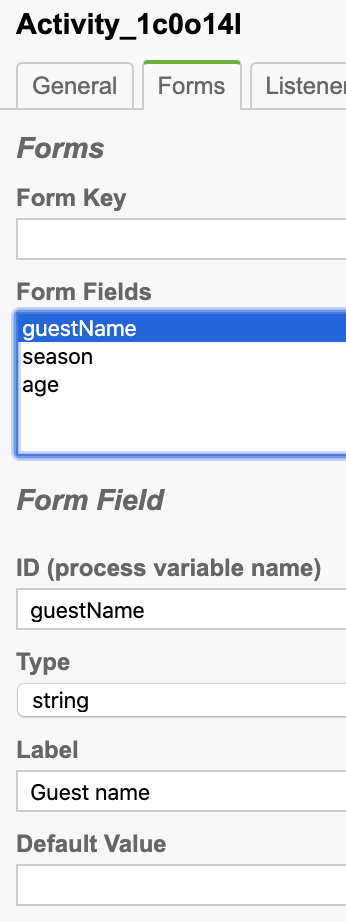 Activity_1c0o14l
General
Forms
Listener
Forms
Form Key
Form Fields
guestName
season
age
Form Field
ID (process variable name)
guestName
Type
string
Label
Guest name
Default Value